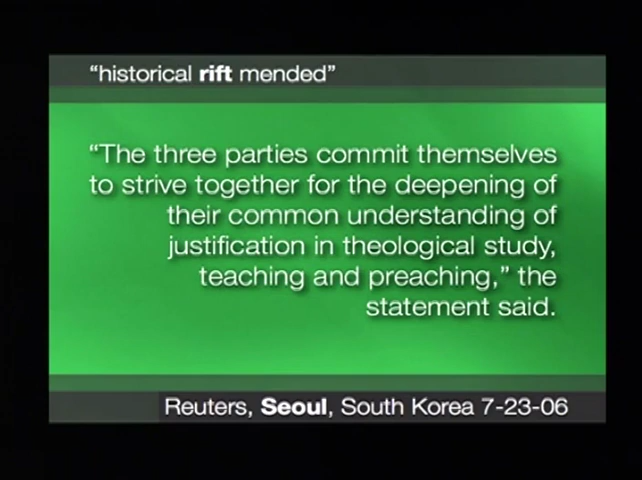 “historical rift mended”
“The three parties commit themselves
to strive together for the deepening of
their common understanding of
justification in theological study,
teaching and preaching,” the
statement said.
Reuters, Seoul, South Korea 7-23-06